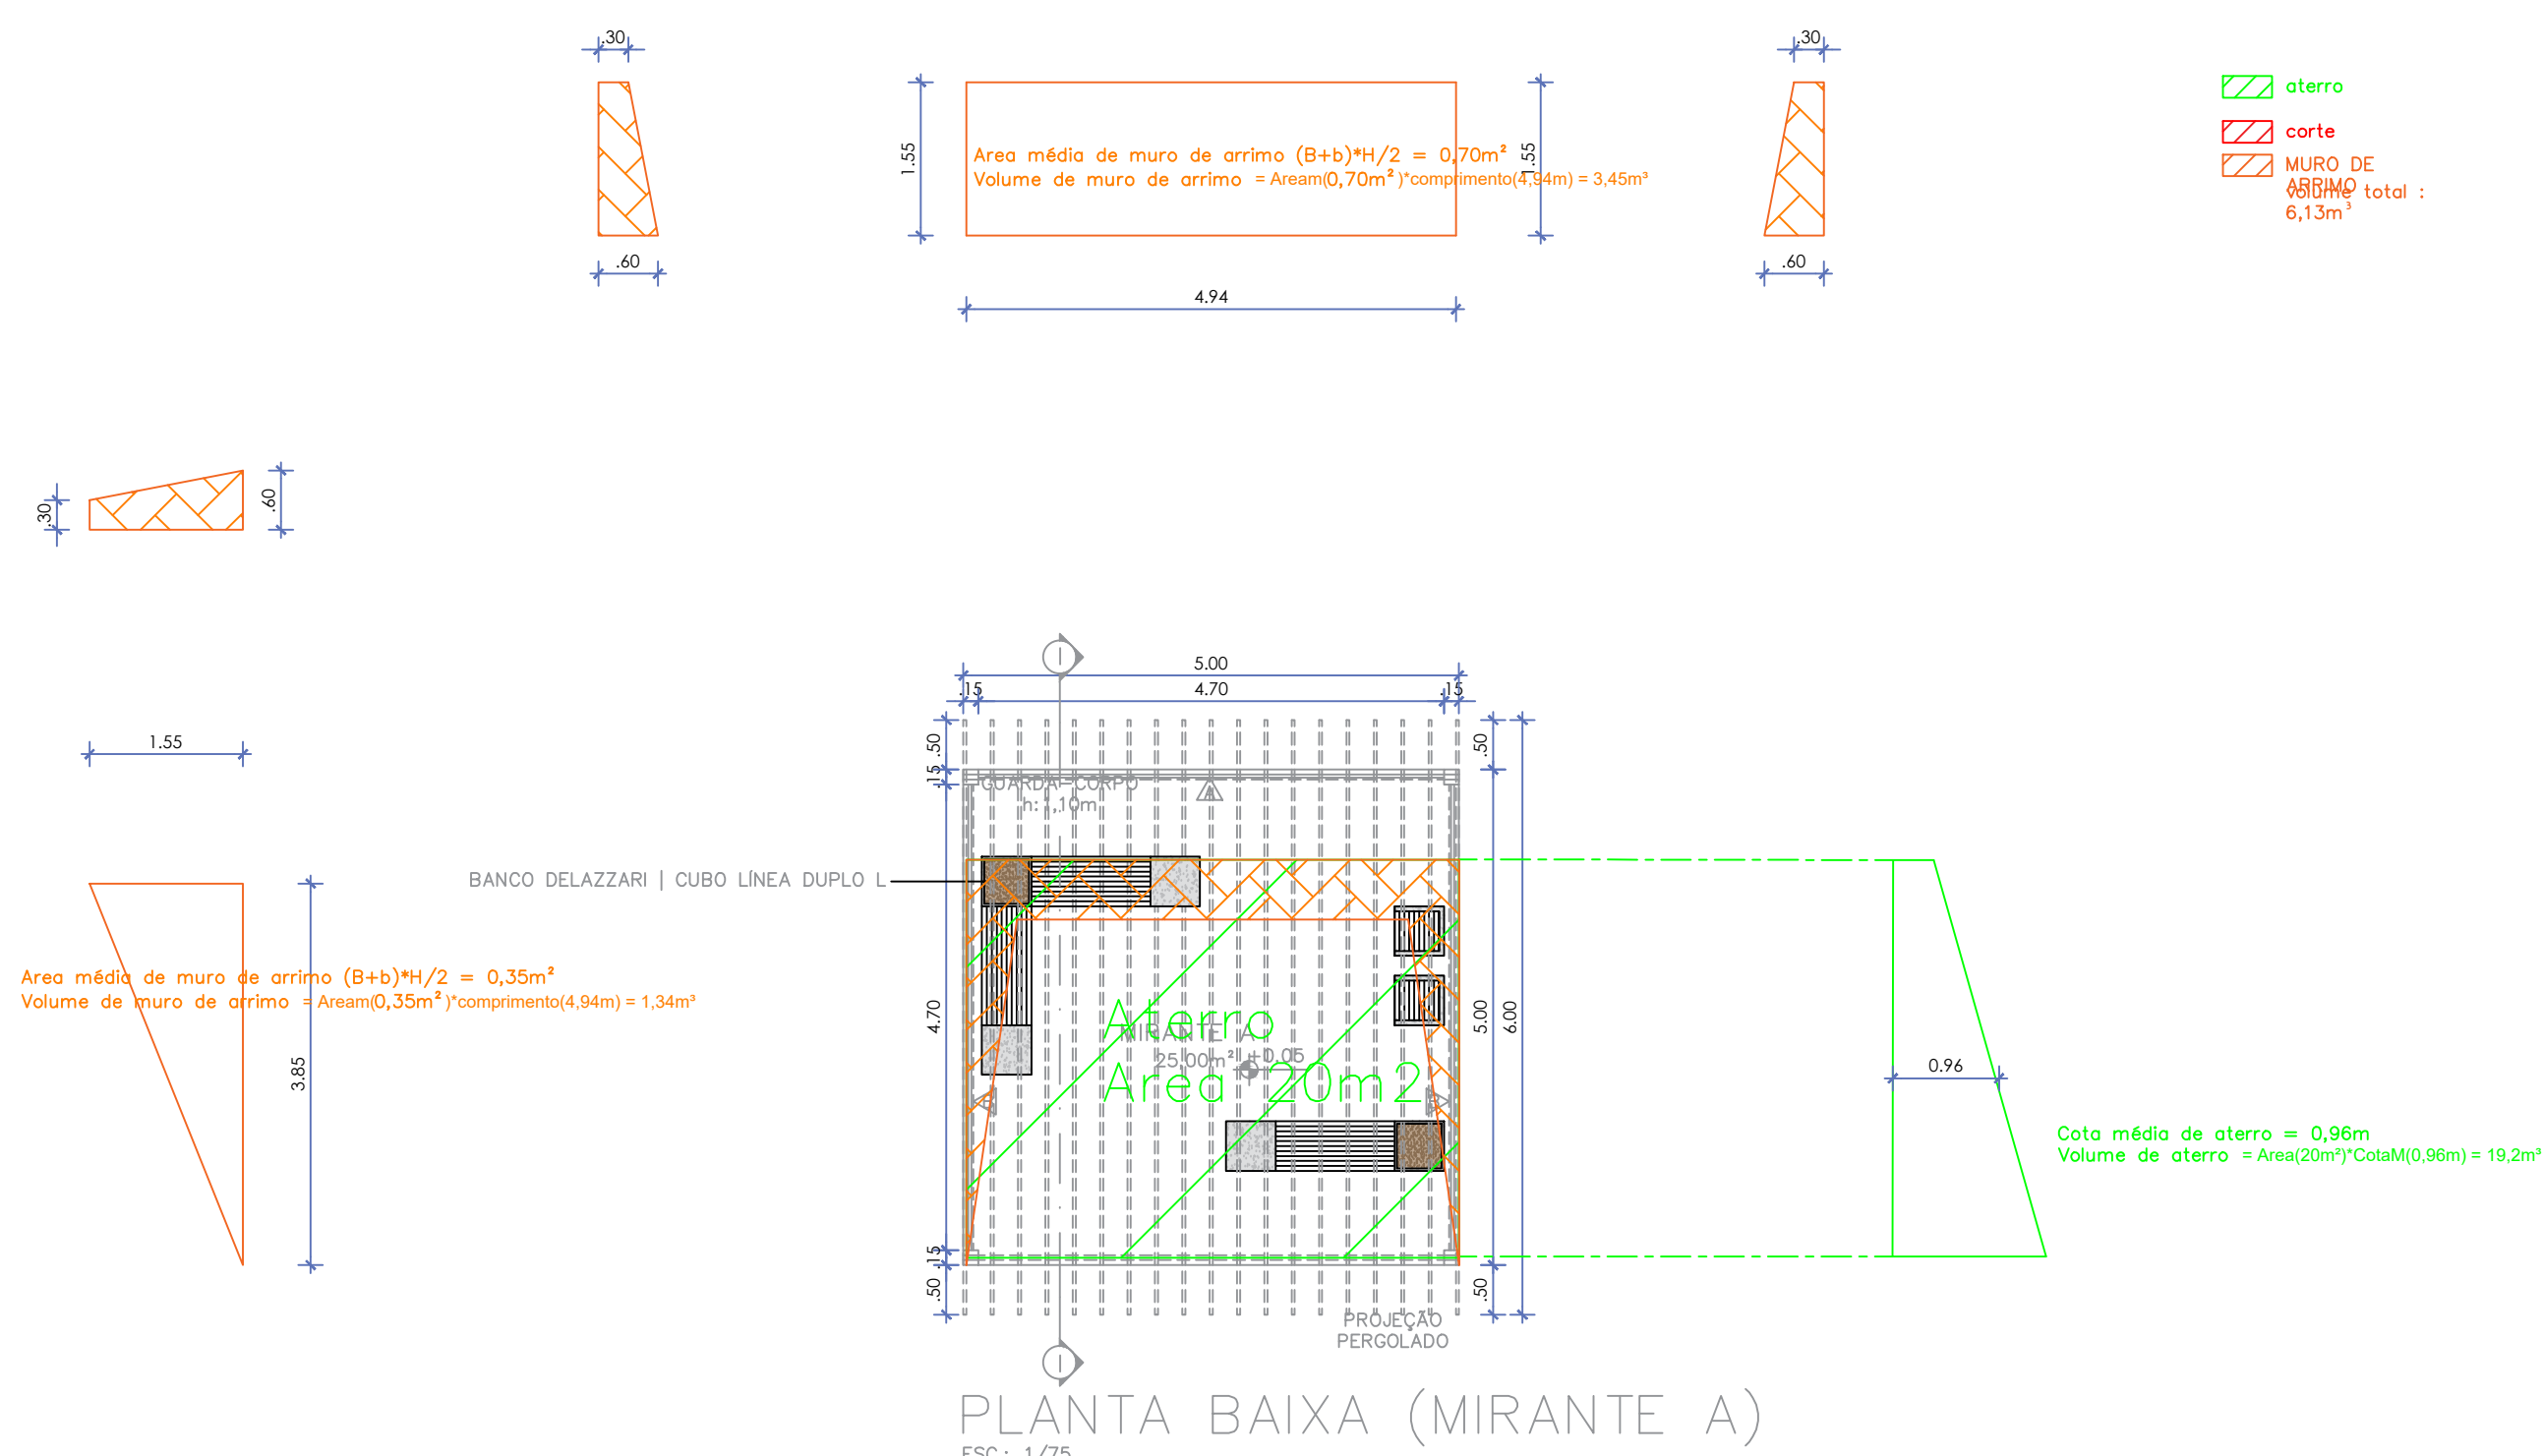 .30
.30
aterro
corte
MURO DE
ARRIMO
volume total :
6,13m³
1.55
Area média de muro de arrimo (B+b)*H/2 = 0,70m²
Volume de muro de arrimo = Aream(0,70m²)*comprimento(4,94m) = 3,45m³
1.55
.60
4.94
.60
.30
.60
5.00
.15
4.70
.15
1.55
.50
.50
.15
GUARDA-CORPO
h:1,10m
A
BANCO DELAZZARI | CUBO LÍNEA DUPLO L
Area média de muro de arrimo (B+b)*H/2 = 0,35m²
Volume de muro de arrimo = Aream(0,35m²)*comprimento(4,94m) = 1,34m³
3.85
4.70
Aterro
MIRANTE A
25,00m²
+0,05
Area 20m2
5.00
6.00
0.96
Cota média de aterro = 0,96m
Volume de aterro = Area(20m²)*CotaM(0,96m) = 19,2m³
.15
.50
.50
PROJEÇÃO
PERGOLADO
PLANTA BAIXA (MIRANTE A)
ESC.: 1/75